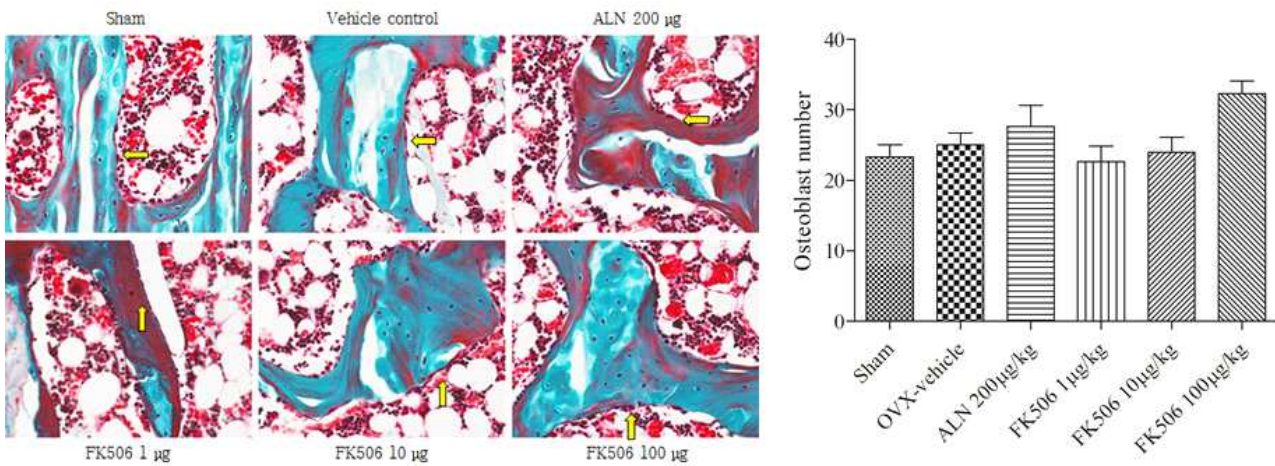 Sham
Vehicle control
ALN 200 µg
FK506 1 µg
FK506 10 µg
FK506 100 µg
Osteoblast number
40
30
20
10
0
Sham
OVX-vehicle
ALN 200µg/kg
FK506 1µg/kg
FK506 10µg/kg
FK506 100µg/kg